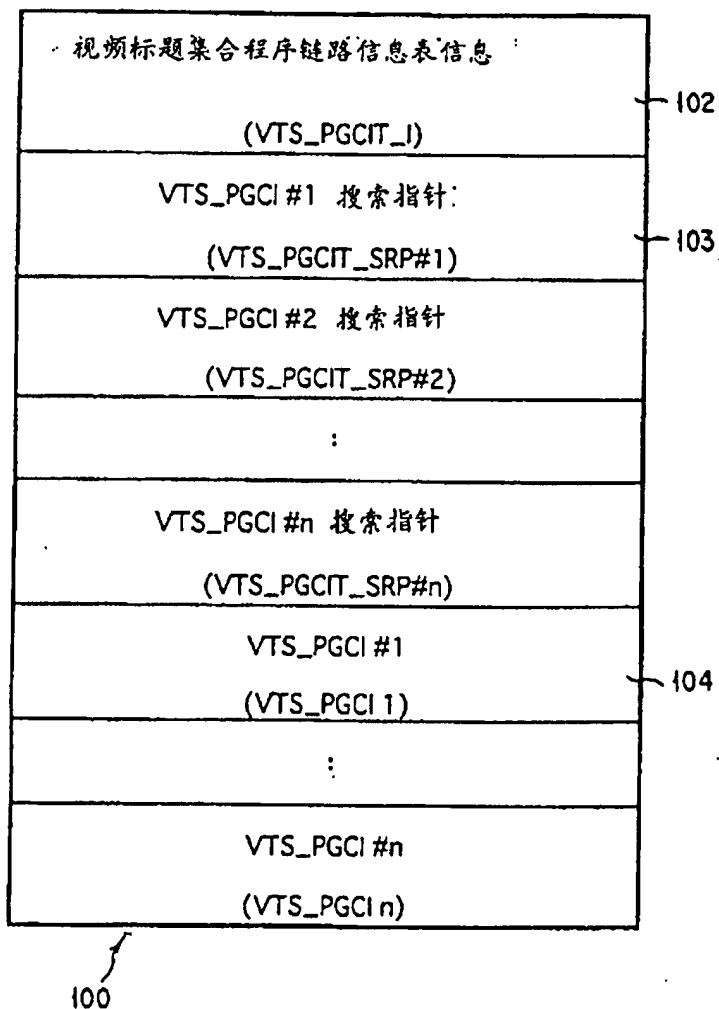 视频标题集合程序链路信息表信息
(VTS_PGCIT_I)
102
VTS_PGCI #1 搜索指针:
(VTS_PGCIT_SRP#1)
103
VTS_PGCI #2 搜索指针
(VTS_PGCIT_SRP#2)
:
VTS_PGCI #n 搜索指针
(VTS_PGCIT_SRP#n)
VTS_PGCI #1
(VTS_PGCI 1)
104
:
VTS_PGCI #n
(VTS_PGCI n)
100